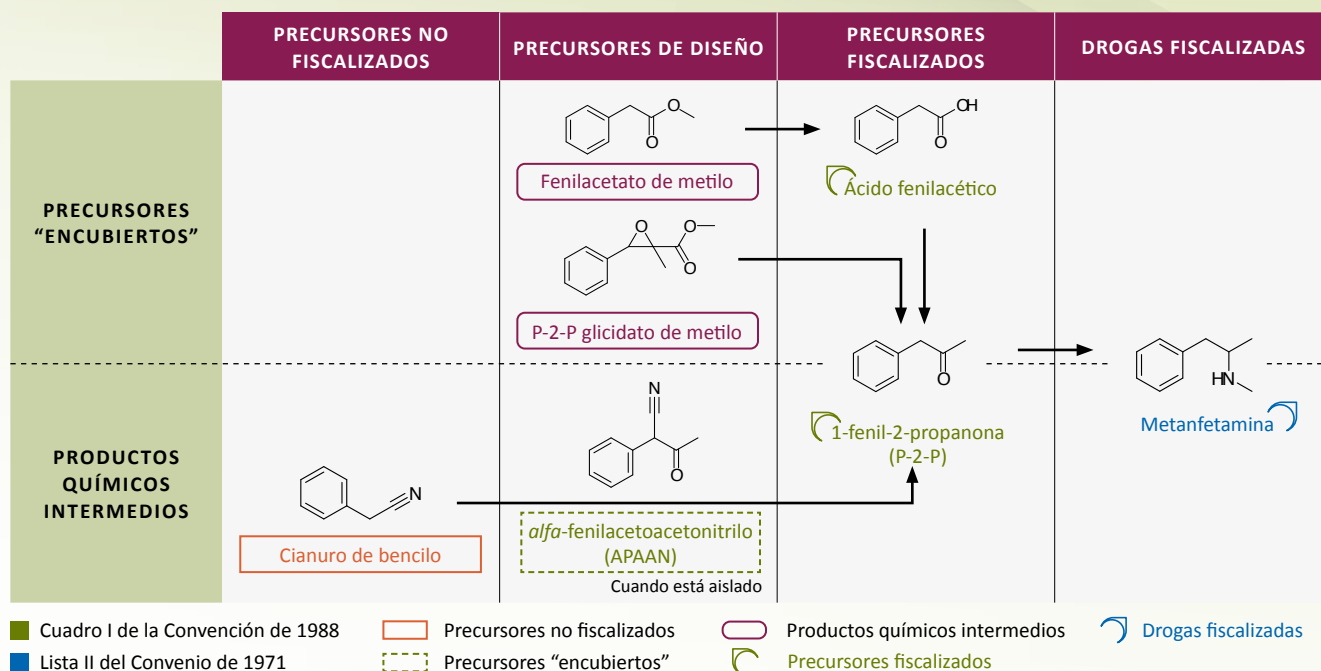 PRECURSORES NO
FISCALIZADOS
PRECURSORES DE DISEÑO
PRECURSORES
FISCALIZADOS
DROGAS FISCALIZADAS
PRECURSORES
“ENCUBIERTOS”
O
O
Fenilacetato de metilo
OH
O
Ácido fenilacético
O
O
O
P-2-P glicidato de metilo
O
1-fenil-2-propanona
(P-2-P)
HN
Metanfetamina
PRODUCTOS
QUÍMICOS
INTERMEDIOS
N
Cianuro de bencilo
N
O
alfa-fenilacetoacetonitrilo
(APAAN)
Cuando está aislado
Cuadro I de la Convención de 1988
Precursores no fiscalizados
Productos químicos intermedios
Drogas fiscalizadas
Lista II del Convenio de 1971
Precursores “encubiertos”
Precursores fiscalizados